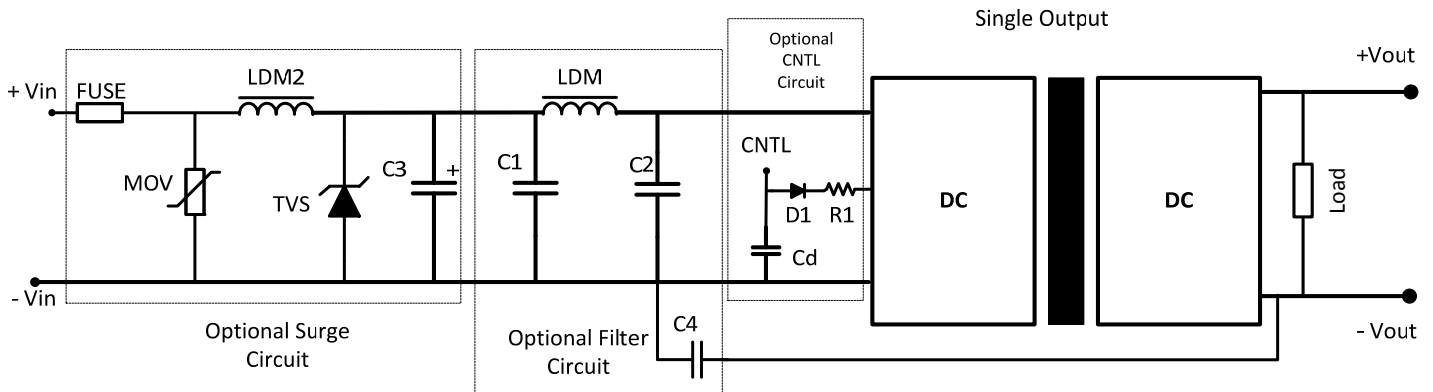 Single Output
Optional
CNTL
Circuit
+Vout
LDM2
LDM
+ Vin
FUSE
CNTL
MOV
TVS
C3
+
C1
C2
D1
R1
DC
DC
Load
Cd
- Vin
- Vout
Optional Surge
Circuit
Optional Filter
Circuit
C4